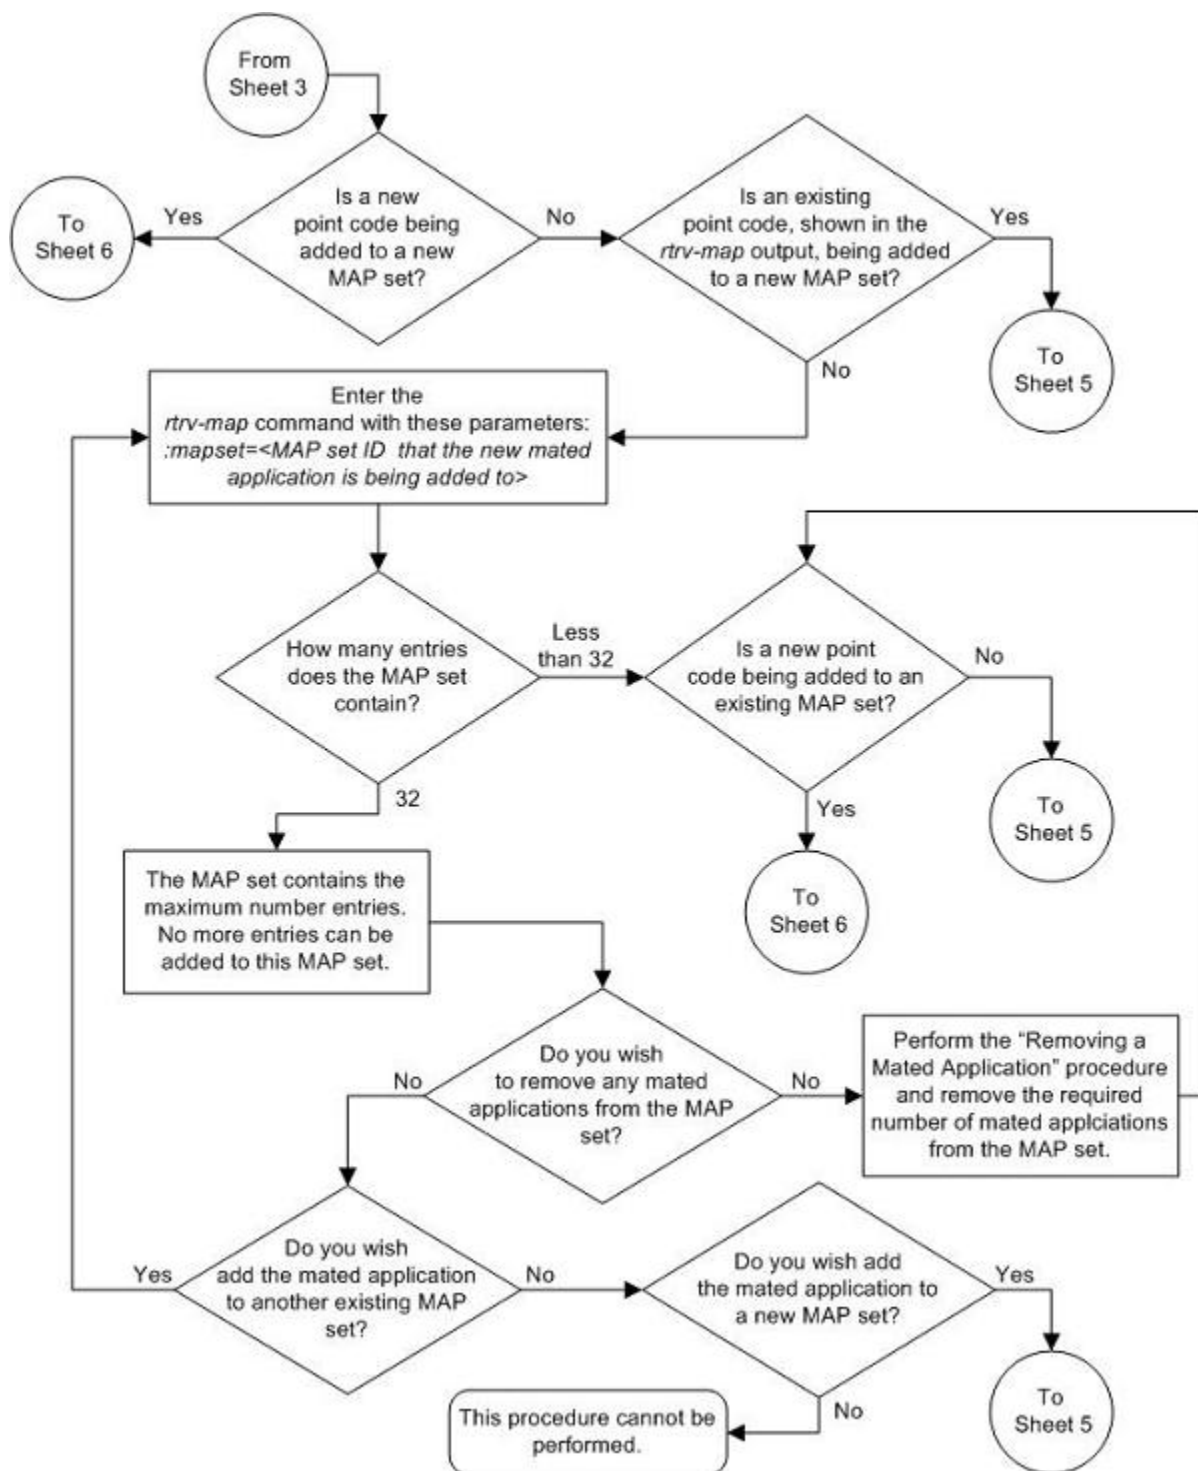 From
Sheet 3
Is a new
point code being
added to a new
MAP set?
Yes
To
Sheet 6
No
Is an existing
point code, shown in the
rtrv-map output, being added
to a new MAP set?
Yes
To
Sheet 5
No
Enter the
rtrv-map command with these parameters:
:mapset=<MAP set ID that the new mated
application is being added to>
How many entries
does the MAP set
contain?
Less
than 32
Is a new point
code being added to an
existing MAP set?
No
To
Sheet 5
Yes
To
Sheet 6
32
The MAP set contains the
maximum number entries.
No more entries can be
added to this MAP set.
Do you wish
to remove any mated
applications from the MAP
set?
No
No
Perform the “Removing a
Mated Application” procedure
and remove the required
number of mated applciations
from the MAP set.
Do you wish
add the mated application
to another existing MAP
set?
Yes
No
Do you wish add
the mated application to
a new MAP set?
Yes
To
Sheet 5
No
This procedure cannot be
performed.